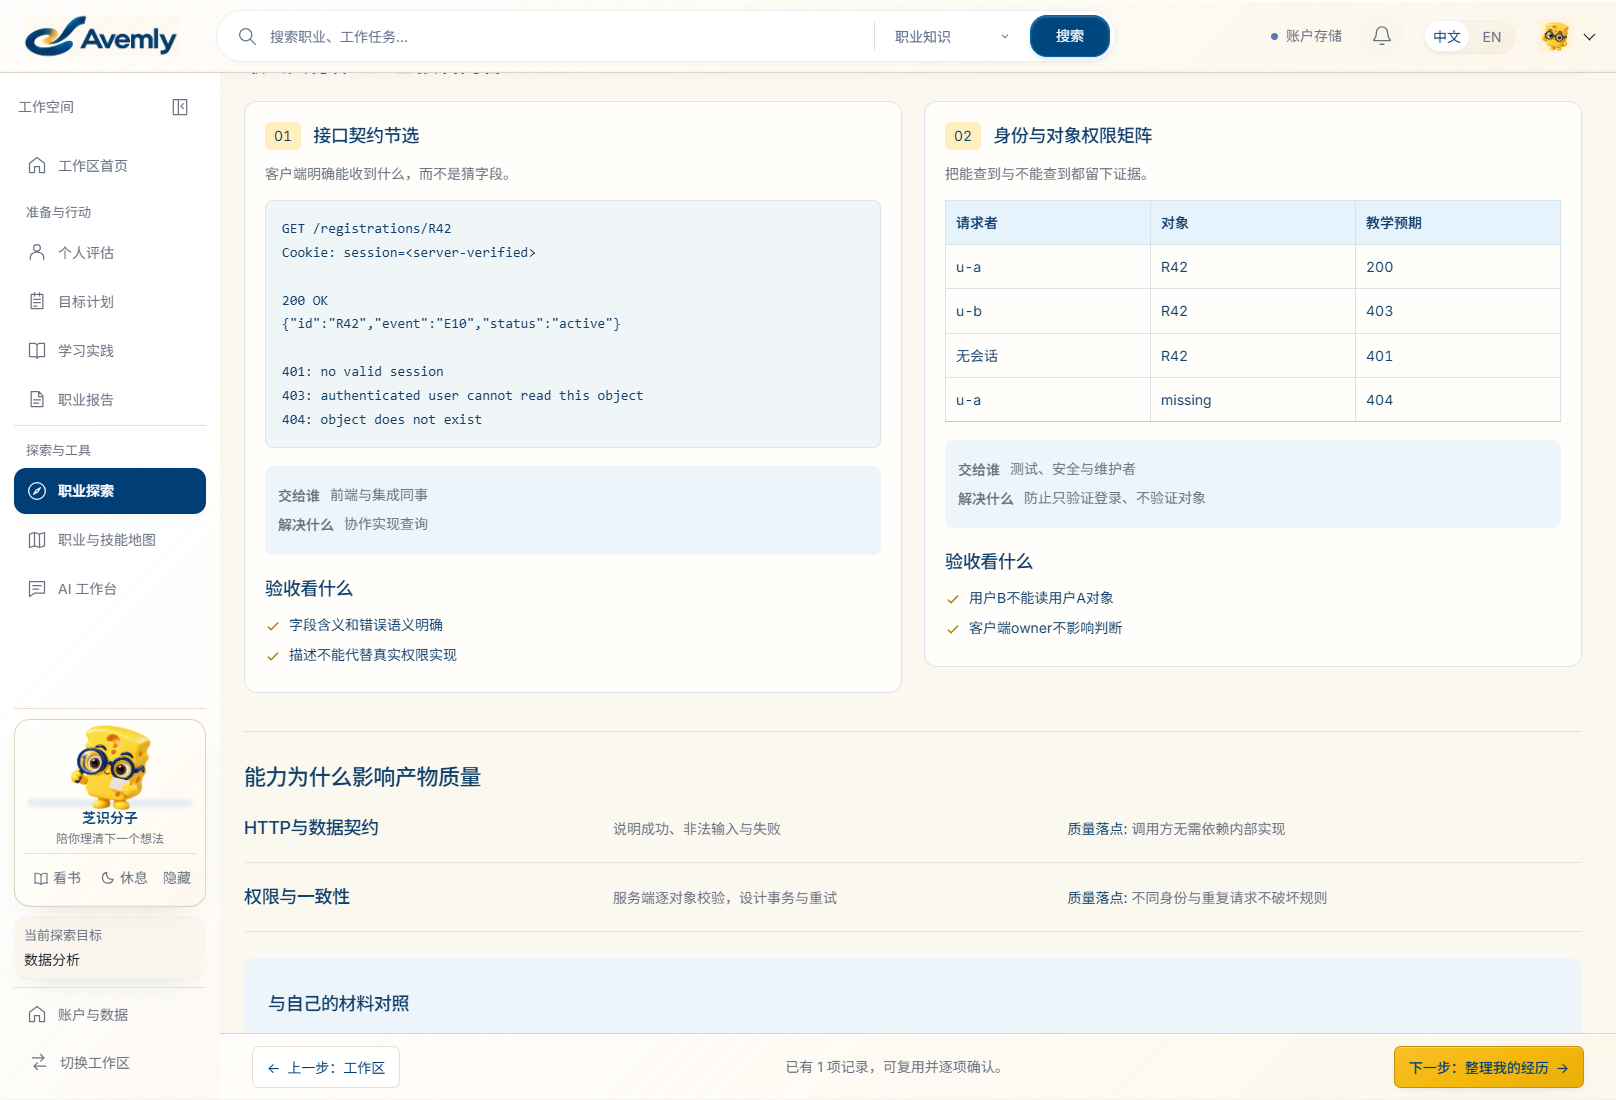 Avemly
搜索职业、工作任务...
职业知识
搜索
账户存储
中文
EN
工作空间
工作区首页
准备与行动
个人评估
目标计划
学习实践
职业报告
探索与工具
职业探索
职业与技能地图
AI 工作台
芝识分子
陪你理清下一个想法
看书
休息
隐藏
当前探索目标
数据分析
账户与数据
切换工作区
01 接口契约节选
客户端明确能收到什么，而不是猜字段。
GET /registrations/R42
Cookie: session=<server-verified>
200 OK
{"id":"R42","event":"E10","status":"active"}
401: no valid session
403: authenticated user cannot read this object
404: object does not exist
交给谁 前端与集成同事
解决什么 协作实现查询
验收看什么
字段含义和错误语义明确
描述不能代替真实权限实现
02 身份与对象权限矩阵
把能查到与不能查到都留下证据。
请求者 对象 教学预期
u-a R42 200
u-b R42 403
无会话 R42 401
u-a missing 404
交给谁 测试、安全与维护者
解决什么 防止只验证登录、不验证对象
验收看什么
用户B不能读用户A对象
客户端owner不影响判断
能力为什么影响产物质量
HTTP与数据契约 说明成功、非法输入与失败 质量落点: 调用方无需依赖内部实现
权限与一致性 服务端逐对象校验，设计事务与重试 质量落点: 不同身份与重复请求不破坏规则
与自己的材料对照
← 上一步：工作区
已有 1 项记录，可复用并逐项确认。
下一步：整理我的经历 →